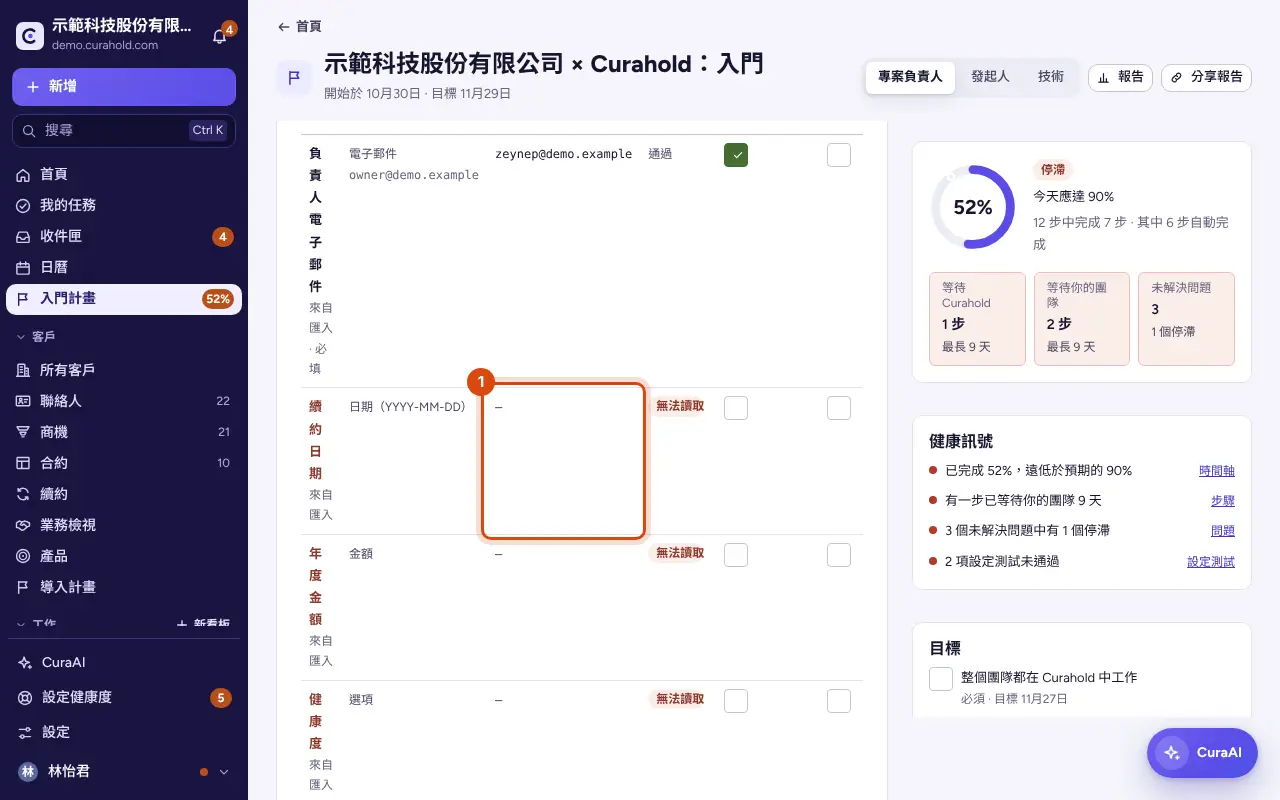 示範科技股份有限...
demo.curahold.com
4
新增
搜尋
Ctrl K
首頁
我的任務
收件匣
4
日曆
入門計畫
52%
客戶
所有客戶
聯絡人
22
商機
21
合約
10
續約
業務檢視
產品
導入計畫
工作
新看板
CuraAI
設定健康度
5
設定
林
林怡君
首頁
示範科技股份有限公司 × Curahold：入門
開始於 10月30日 · 目標 11月29日
專案負責人
發起人
技術
報告
分享報告
負
責
人
電
子
郵
件
來自
匯入
· 必
填
電子郵件
owner@demo.example
zeynep@demo.example
通過
續
約
日
期
來自
匯入
日期（YYYY-MM-DD）
1
–
無法讀取
年
度
金
額
來自
匯入
金額
–
無法讀取
健
康
度
來自
匯入
選項
–
無法讀取
52%
停滯
今天應達 90%
12 步中完成 7 步 · 其中 6 步自動完
成
等待
Curahold
1 步
最長 9 天
等待你的團
隊
2 步
最長 9 天
未解決問題
3
1 個停滯
健康訊號
已完成 52%，遠低於預期的 90%
時間軸
有一步已等待你的團隊 9 天
步驟
3 個未解決問題中有 1 個停滯
問題
2 項設定測試未通過
設定測試
目標
整個團隊都在 Curahold 中工作
必須 · 目標 11月27日
CuraAI